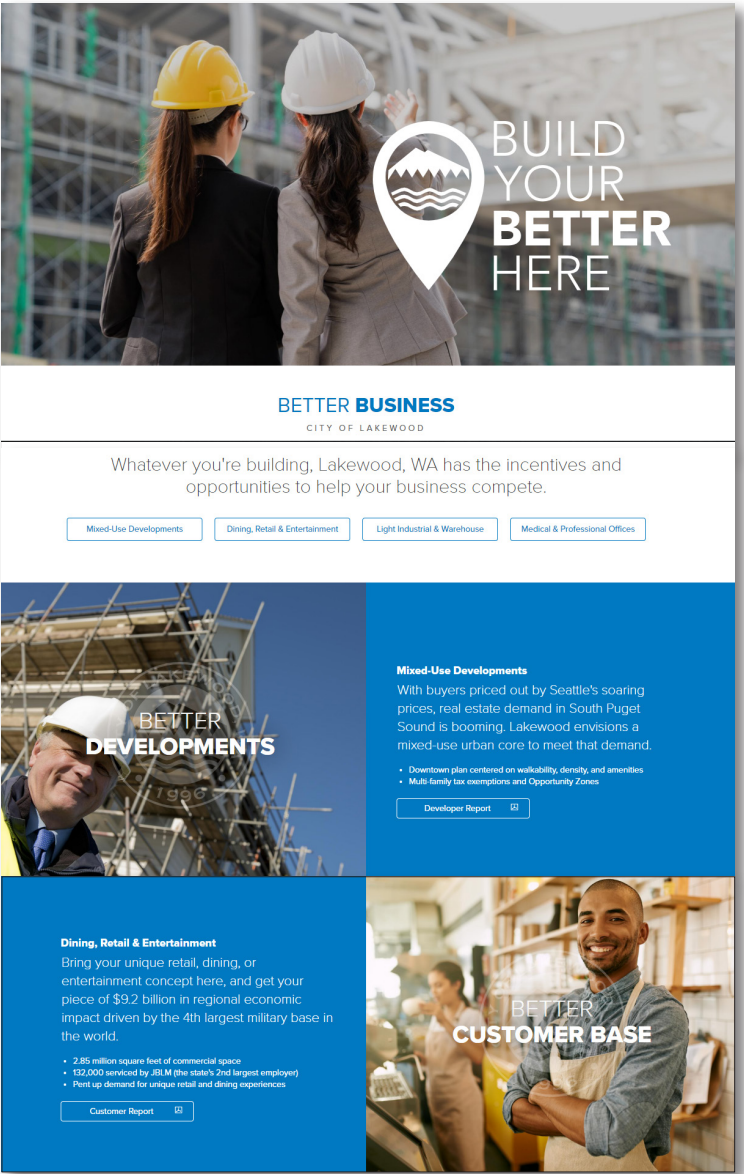 BUILD
YOUR
BETTER
HERE
BETTER BUSINESS
CITY OF LAKEWOOD
Whatever you're building, Lakewood, WA has the incentives and
opportunities to help your business compete.
Mixed-Use Developments
Dining, Retail & Entertainment
Light Industrial & Warehouse
Medical & Professional Offices
BETTER
DEVELOPMENTS
1996
Mixed-Use Developments
With buyers priced out by Seattle's soaring
prices, real estate demand in South Puget
Sound is booming. Lakewood envisions a
mixed-use urban core to meet that demand.
• Downtown plan centered on walkability, density, and amenities
• Multi-family tax exemptions and Opportunity Zones
Developer Report
Dining, Retail & Entertainment
Bring your unique retail, dining, or
entertainment concept here, and get your
piece of $9.2 billion in regional economic
impact driven by the 4th largest military base in
the world.
• 2.85 million square feet of commercial space
• 132,000 serviced by JBLM (the state's 2nd largest employer)
• Pent up demand for unique retail and dining experiences
Customer Report
BETTER
CUSTOMER BASE